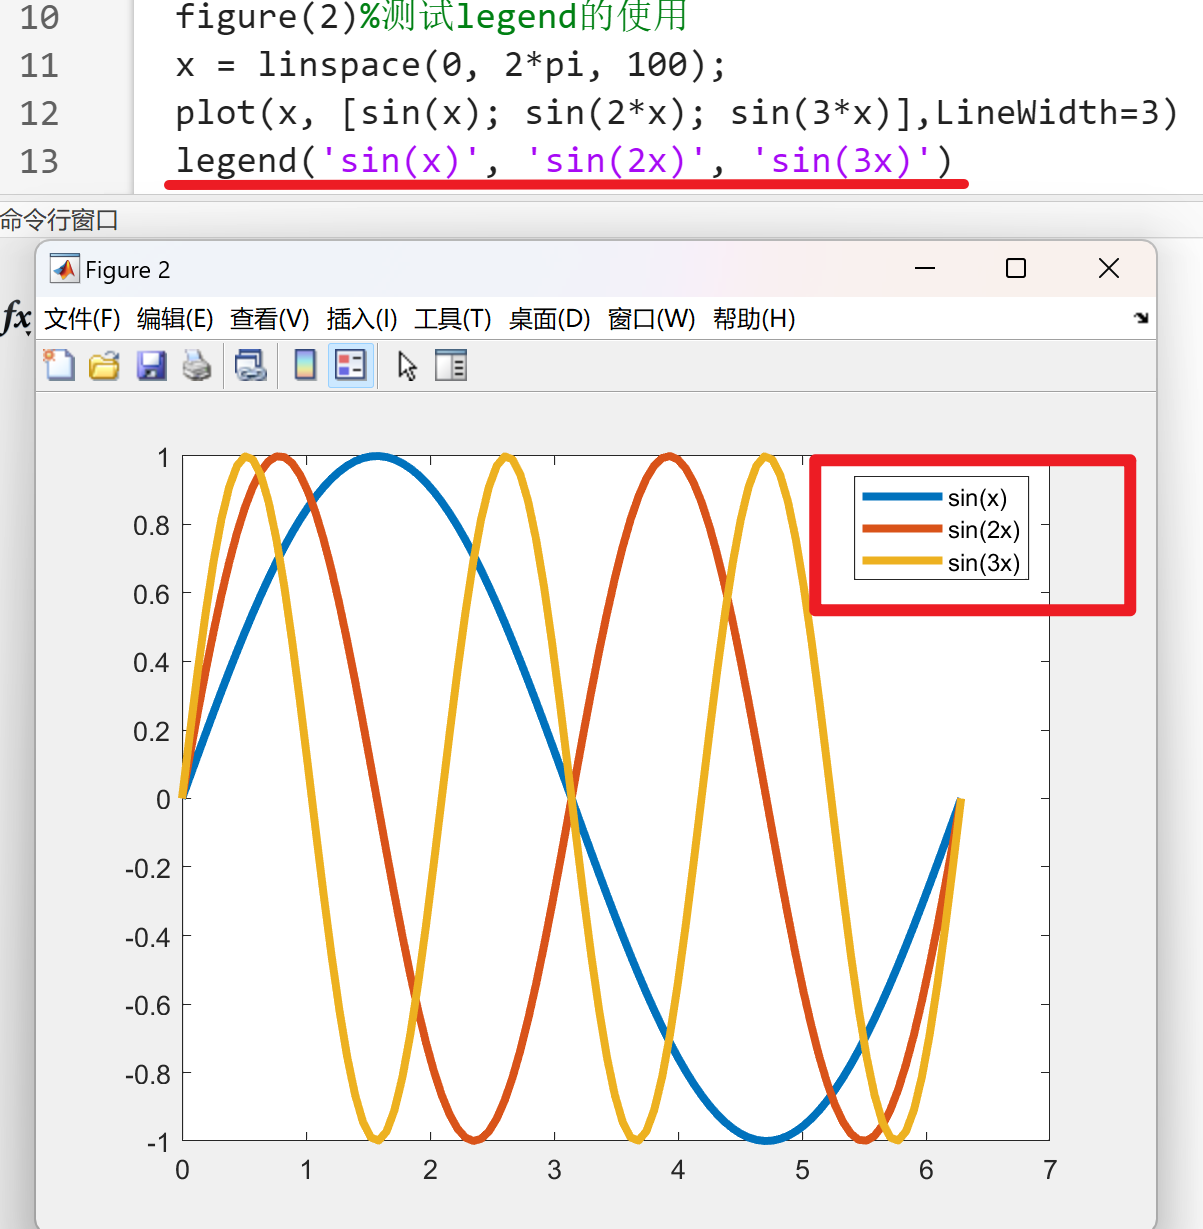 10 figure(2)%测试legend的使用
11 x = linspace(0, 2*pi, 100);
12 plot(x, [sin(x); sin(2*x); sin(3*x)],LineWidth=3)
13 legend('sin(x)', 'sin(2x)', 'sin(3x)')
命令行窗口
Figure 2
fx
文件(F) 编辑(E) 查看(V) 插入(I) 工具(T) 桌面(D) 窗口(W) 帮助(H)
sin(x)
sin(2x)
sin(3x)
1
0.8
0.6
0.4
0.2
0
-0.2
-0.4
-0.6
-0.8
-1
0 1 2 3 4 5 6 7